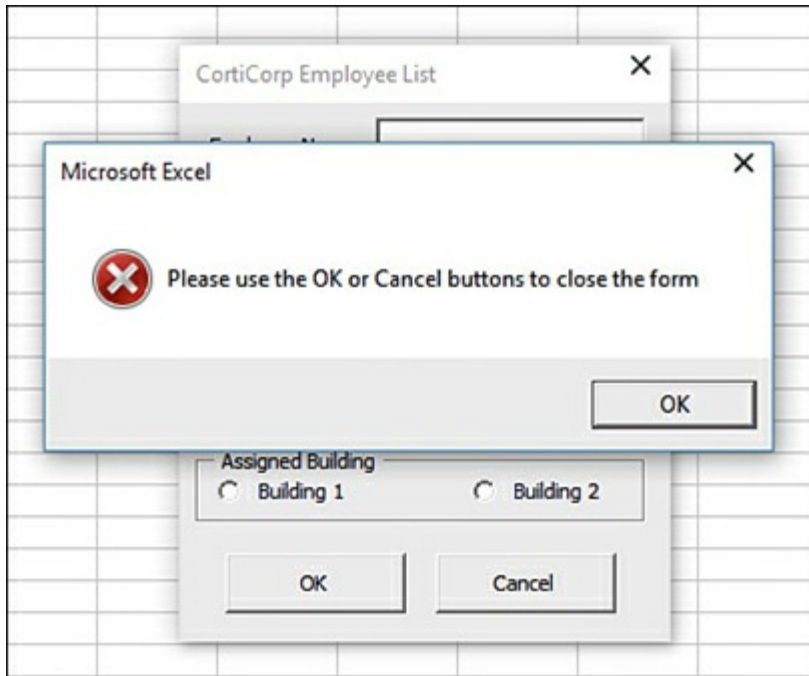 CortiCorp Employee List
Microsoft Excel
Please use the OK or Cancel buttons to close the form
OK
Assigned Building
Building 1 Building 2
OK Cancel